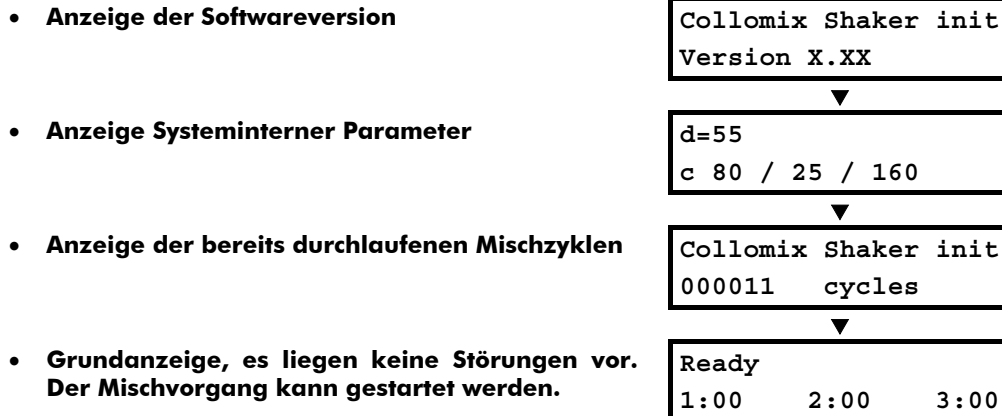 • Anzeige der Softwareversion
Collomix Shaker init
Version X.XX
• Anzeige Systeminterner Parameter
d=55
c 80 / 25 / 160
• Anzeige der bereits durchlaufenen Mischzyklen
Collomix Shaker init
000011 cycles
• Grundanzeige, es liegen keine Störungen vor.
Der Mischvorgang kann gestartet werden.
Ready
1:00 2:00 3:00